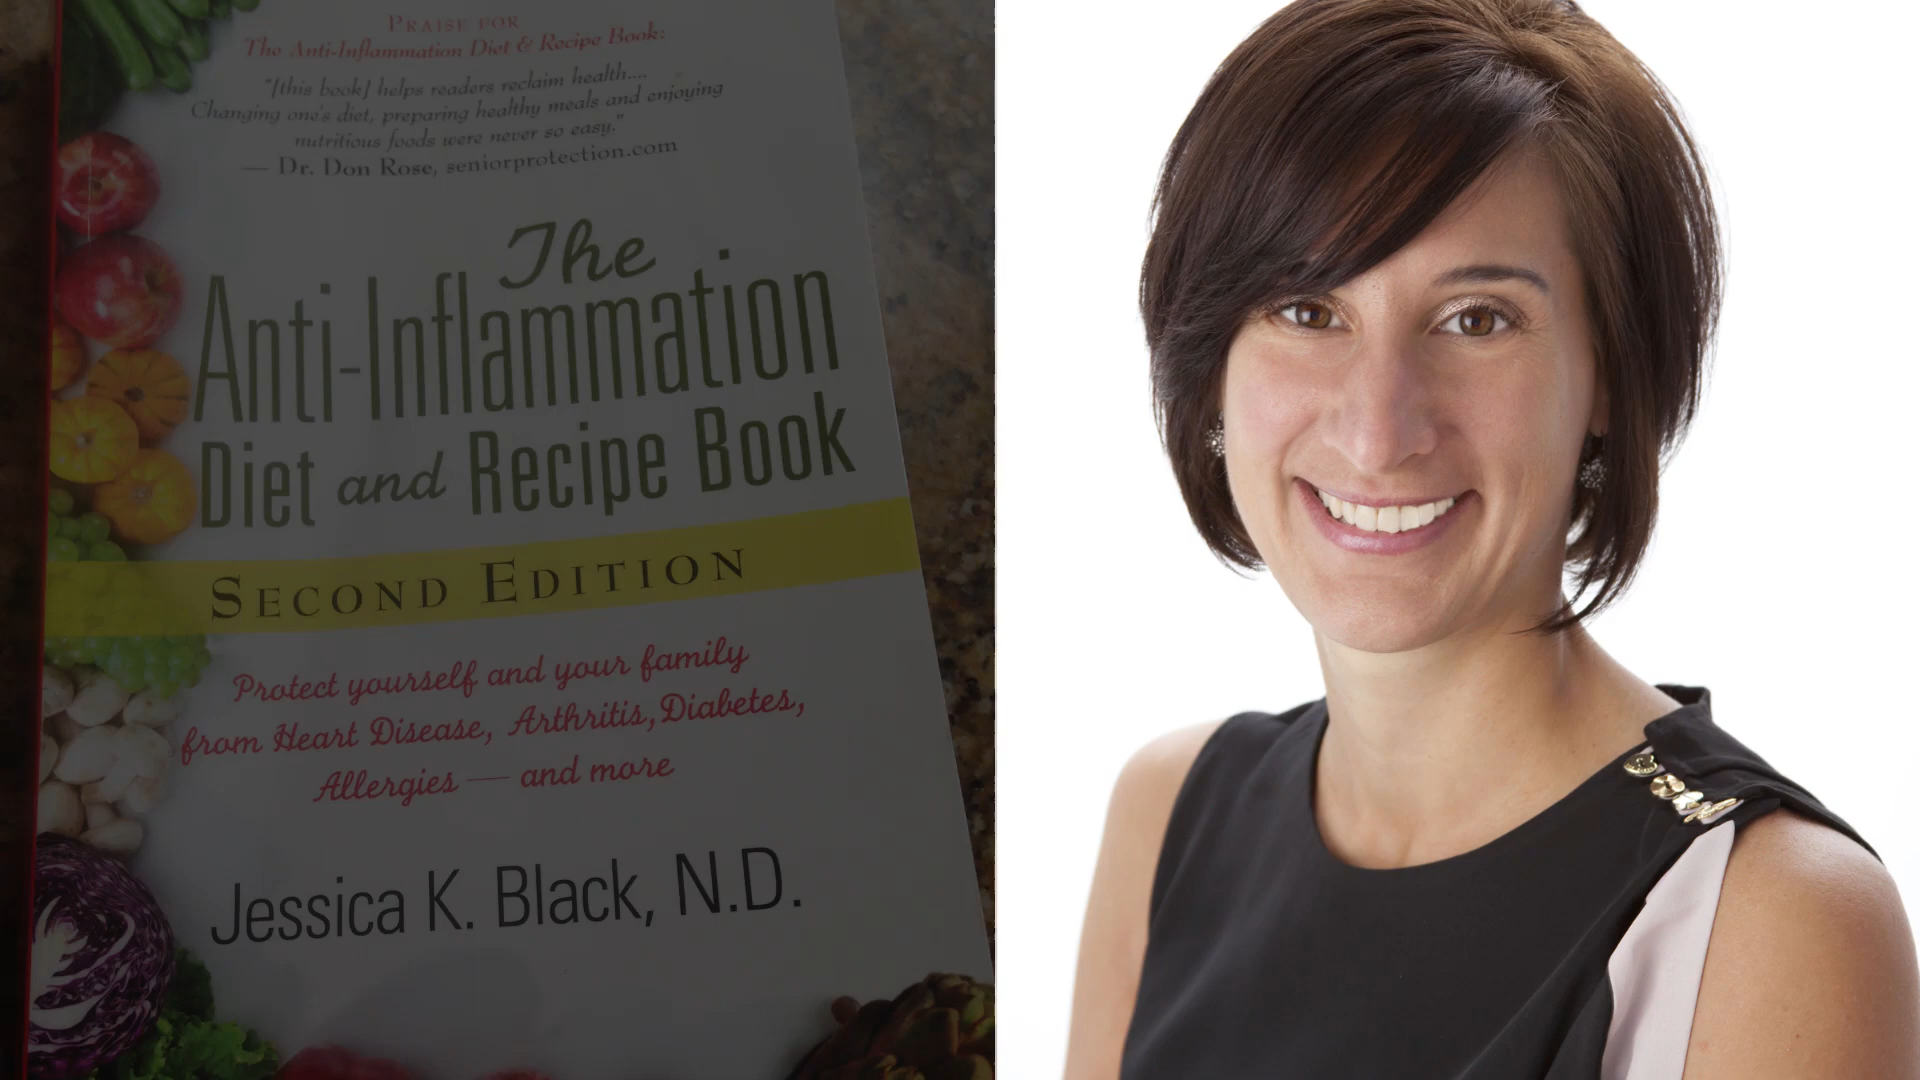 PRAISE FOR
The Anti-Inflammation Diet & Recipe Book:
"[this book] helps readers reclaim health....
Changing one's diet, preparing healthy meals and enjoying
nutritious foods were never so easy."
— Dr. Don Rose, seniorprotection.com
The
Anti-Inflammation
Diet and Recipe Book
SECOND EDITION
Protect yourself and your family
from Heart Disease, Arthritis, Diabetes,
Allergies — and more
Jessica K. Black, N.D.